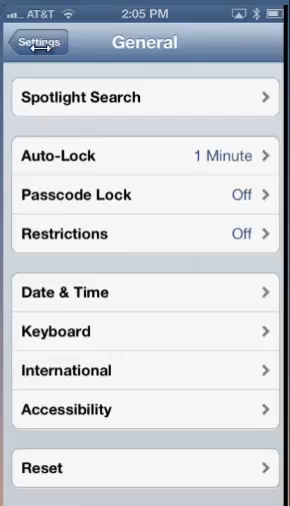 AT&T 2:05 PM
Settings General
Spotlight Search
Auto-Lock 1 Minute
Passcode Lock Off
Restrictions Off
Date & Time
Keyboard
International
Accessibility
Reset